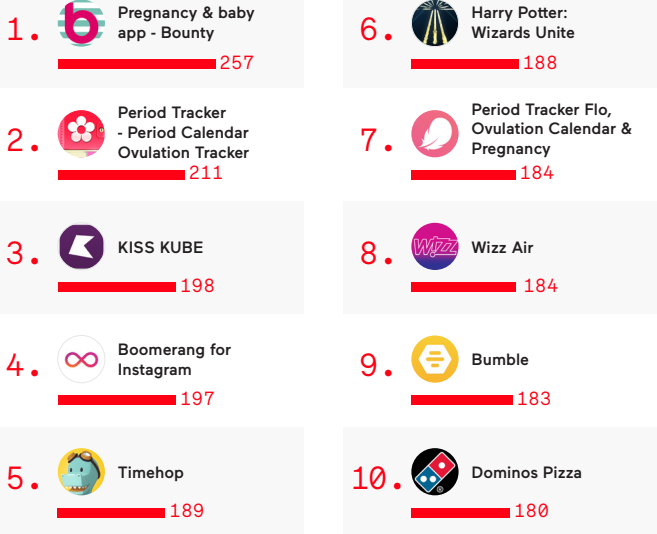 1.
b
Pregnancy & baby
app - Bounty
257
2.
Period Tracker
- Period Calendar
Ovulation Tracker
211
3.
KISS KUBE
198
4.
Boomerang for
Instagram
197
5.
Timehop
189
6.
Harry Potter:
Wizards Unite
188
7.
Period Tracker Flo,
Ovulation Calendar &
Pregnancy
184
8.
Wizz
Wizz Air
184
9.
Bumble
183
10.
®
Dominos Pizza
180